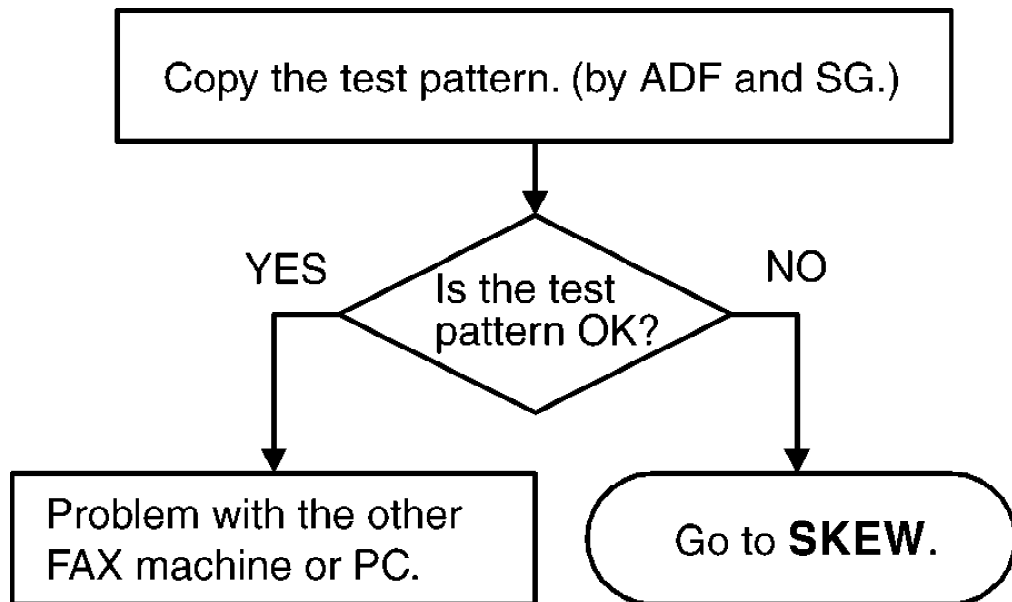 Copy the test pattern. (by ADF and SG.)
YES
NO
Is the test
pattern OK?
Problem with the other
FAX machine or PC.
Go to SKEW.